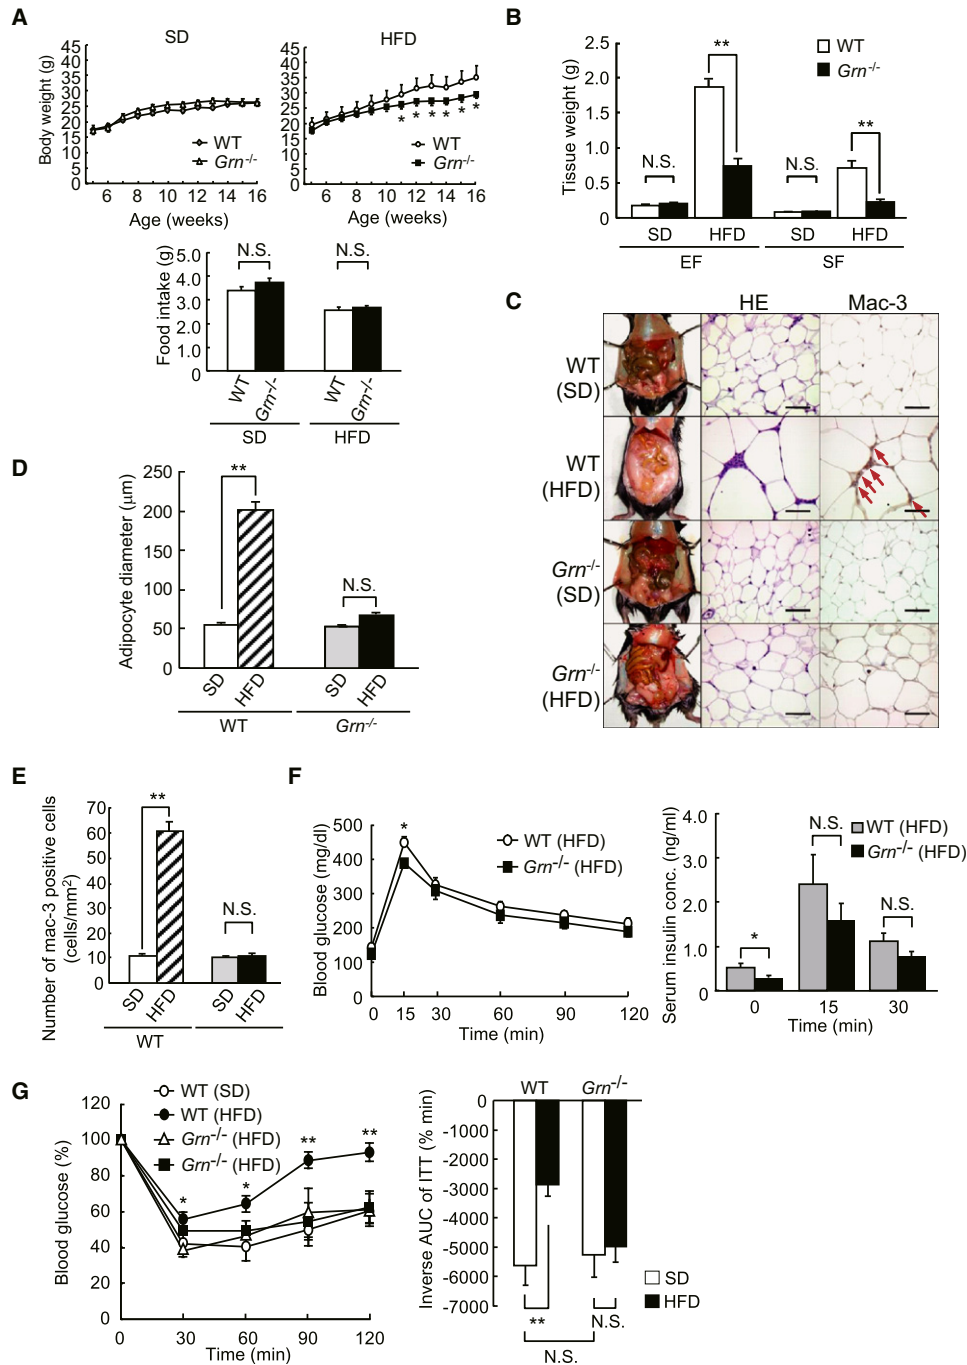 A
SD
HFD
Body weight (g)
45
40
35
30
25
20
15
10
5
0
WT
Grn-/-
6 8 10 12 14 16
Age (weeks)
45
40
35
30
25
20
15
10
5
0
* * * * * *
WT
Grn-/-
6 8 10 12 14 16
Age (weeks)
Food intake (g)
5.0
4.0
3.0
2.0
1.0
0
N.S. N.S.
WT Grn-/- WT Grn-/-
SD HFD
B
Tissue weight (g)
2.5
2.0
1.5
1.0
0.5
0
WT
Grn-/-
N.S. ** N.S. **
SD HFD SD HFD
EF SF
C
HE Mac-3
WT
(SD)
WT
(HFD)
Grn-/-
(SD)
Grn-/-
(HFD)
D
Adipocyte diameter (μm)
250
200
150
100
50
0
** N.S.
SD HFD SD HFD
WT Grn-/-
E
Number of mac-3 positive cells
(cells/mm2)
70
60
50
40
30
20
10
0
** N.S.
SD HFD SD HFD
WT
F
Blood glucose (mg/dl)
500
400
300
200
100
0
*
WT (HFD)
Grn-/- (HFD)
0 15 30 60 90 120
Time (min)
Serum insulin conc. (ng/ml)
4.0
3.0
2.0
1.0
0
WT (HFD)
Grn-/- (HFD)
* N.S. N.S.
0 15 30
Time (min)
G
Blood glucose (%)
120
100
80
60
40
20
0
WT (SD)
WT (HFD)
Grn-/- (HFD)
Grn-/- (HFD)
* * ** **
0 30 60 90 120
Time (min)
WT Grn-/-
Inverse AUC of ITT (% min)
0
-1000
-2000
-3000
-4000
-5000
-6000
-7000
SD
HFD
** N.S.
N.S.